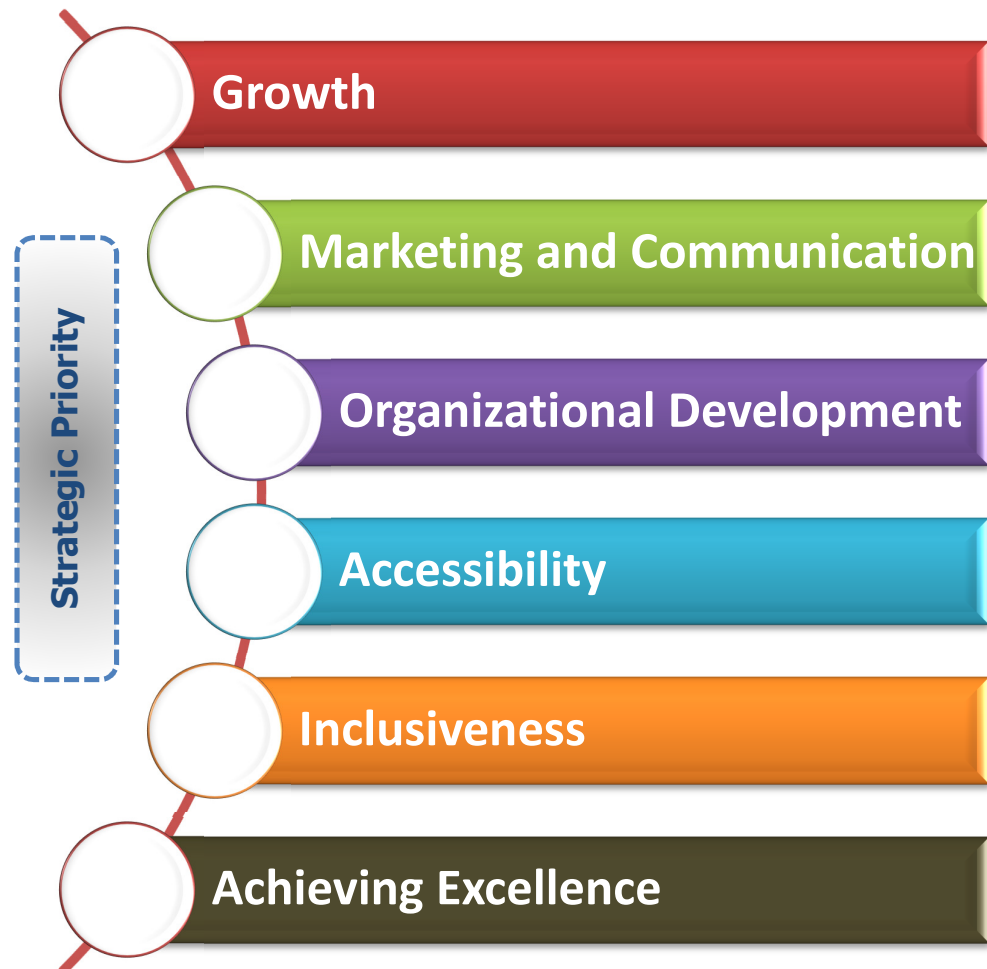 Growth
Marketing and Communication
Strategic Priority
Organizational Development
Accessibility
Inclusiveness
Achieving Excellence